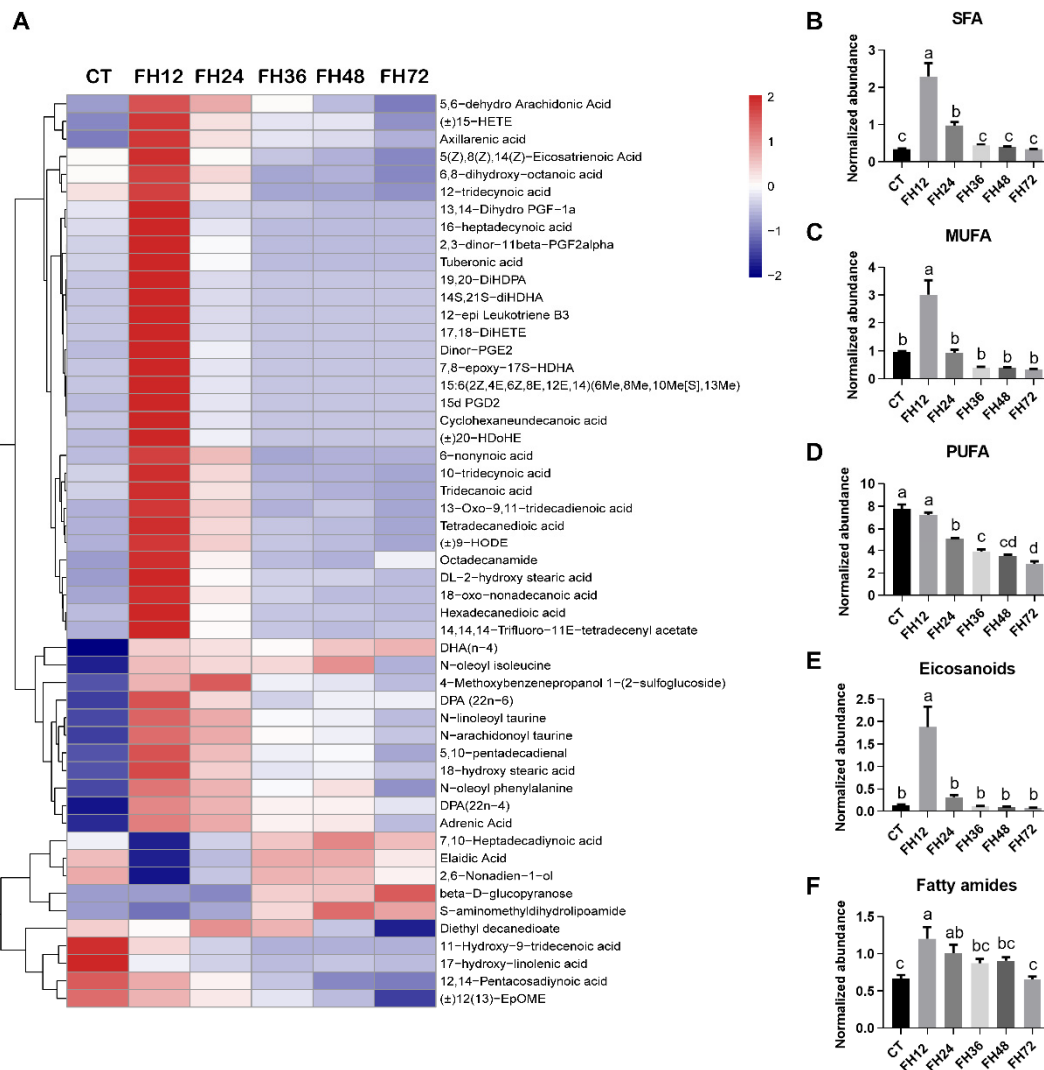 A
CT FH12 FH24 FH36 FH48 FH72
5,6−dehydro Arachidonic Acid
(±)15−HETE
Axillarenic acid
5(Z),8(Z),14(Z)−Eicosatrienoic Acid
6,8−dihydroxy−octanoic acid
12−tridecynoic acid
13,14−Dihydro PGF−1a
16−heptadecynoic acid
2,3−dinor−11beta−PGF2alpha
Tuberonic acid
19,20−DiHDPA
14S,21S−diHDHA
12−epi Leukotriene B3
17,18−DiHETE
Dinor−PGE2
7,8−epoxy−17S−HDHA
15:6(2Z,4E,6Z,8E,12E,14)(6Me,8Me,10Me[S],13Me)
15d PGD2
Cyclohexaneundecanoic acid
(±)20−HDoHE
6−nonynoic acid
10−tridecynoic acid
Tridecanoic acid
13−Oxo−9,11−tridecadienoic acid
Tetradecanedioic acid
(±)9−HODE
Octadecanamide
DL−2−hydroxy stearic acid
18−oxo−nonadecanoic acid
Hexadecanedioic acid
14,14,14−Trifluoro−11E−tetradecenyl acetate
DHA(n−4)
N−oleoyl isoleucine
4−Methoxybenzenepropanol 1−(2−sulfoglucoside)
DPA (22n−6)
N−linoleoyl taurine
N−arachidonoyl taurine
5,10−pentadecadienal
18−hydroxy stearic acid
N−oleoyl phenylalanine
DPA(22n−4)
Adrenic Acid
7,10−Heptadecadiynoic acid
Elaidic Acid
2,6−Nonadien−1−ol
beta−D−glucopyranose
S−aminomethyldihydrolipoamide
Diethyl decanedioate
11−Hydroxy−9−tridecenoic acid
17−hydroxy−linolenic acid
12,14−Pentacosadiynoic acid
(±)12(13)−EpOME
2
1
0
−1
−2
B
SFA
Normalized abundance
3
2
1
0
c a b c c c
CT FH12 FH24 FH36 FH48 FH72
C
MUFA
Normalized abundance
4
3
2
1
0
b a b b b b
CT FH12 FH24 FH36 FH48 FH72
D
PUFA
Normalized abundance
10
8
6
4
2
0
a a b c cd d
CT FH12 FH24 FH36 FH48 FH72
E
Eicosanoids
Normalized abundance
2.5
2.0
1.5
1.0
0.5
0.0
b a b b b b
CT FH12 FH24 FH36 FH48 FH72
F
Fatty amides
Normalized abundance
1.5
1.0
0.5
0.0
c a ab bc bc c
CT FH12 FH24 FH36 FH48 FH72